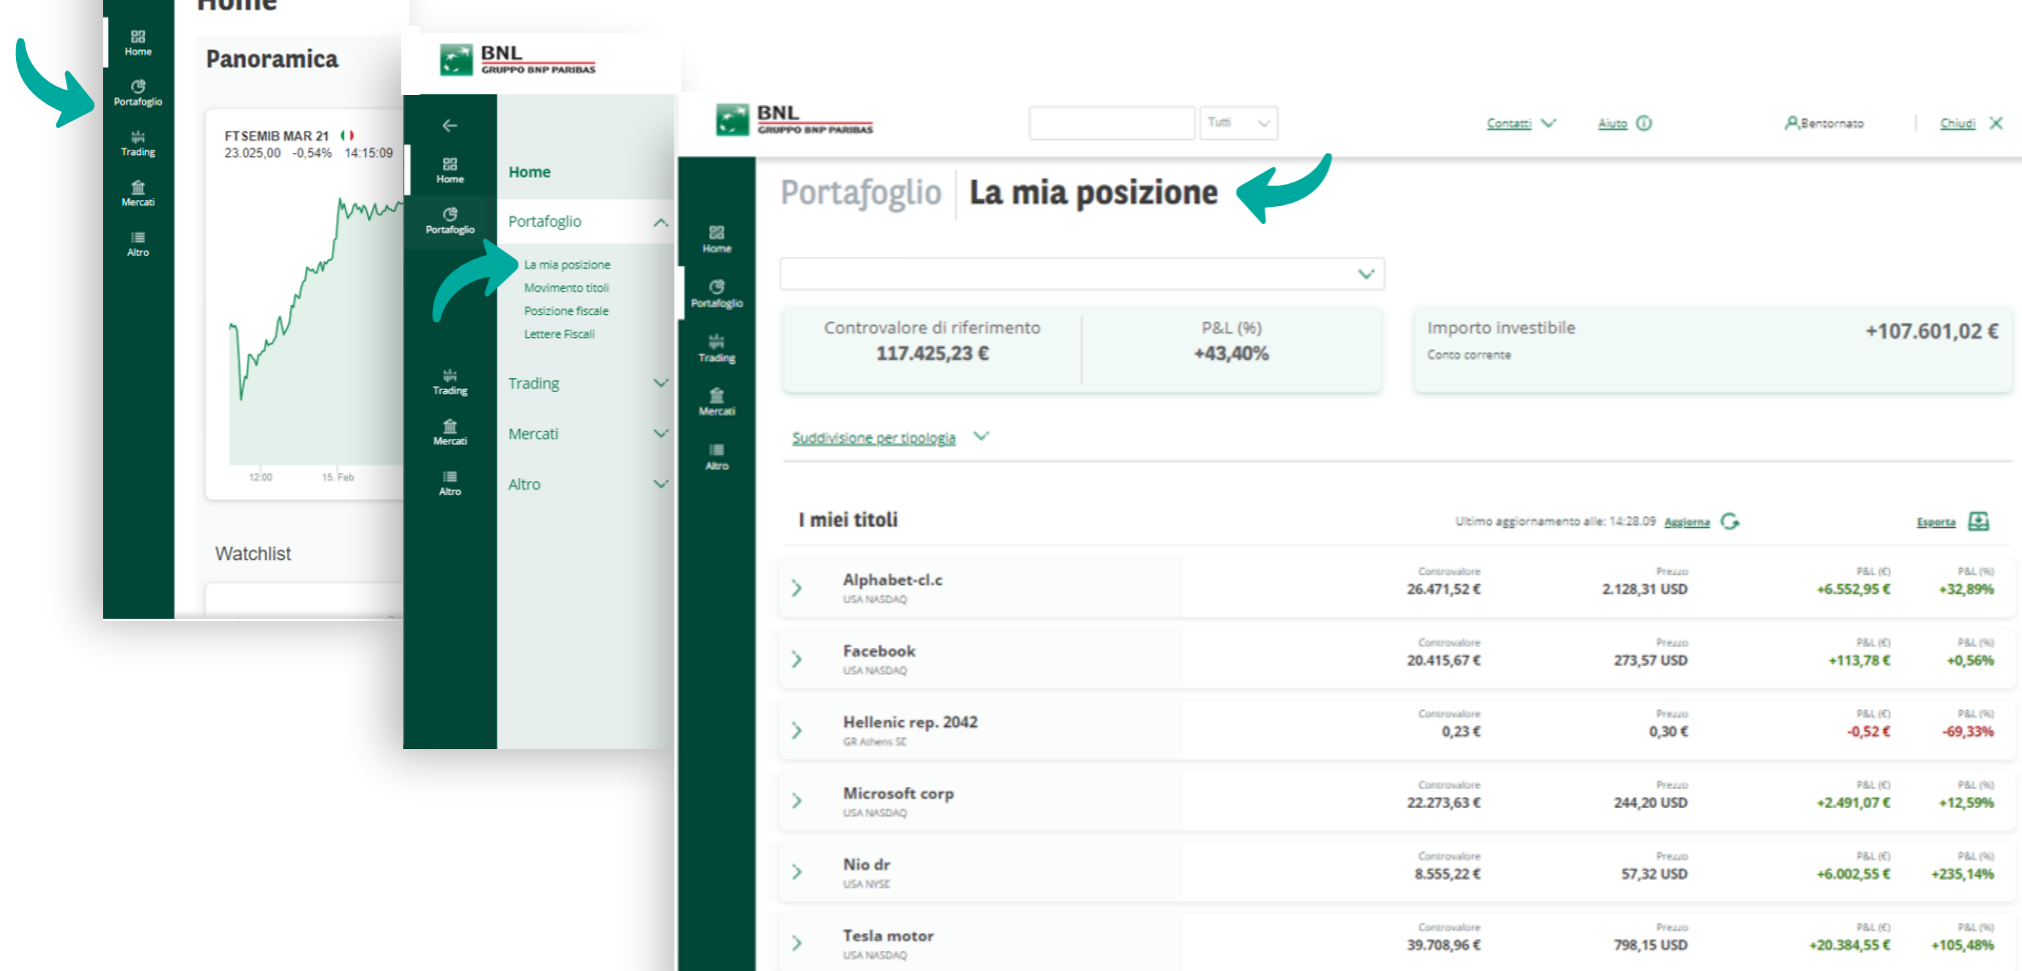 Home
Home
Portafoglio
Trading
Mercati
Altro
Panoramica
FTSEMIB MAR 21
23.025,00 -0,54% 14:15:09
12:00 15. Feb
Watchlist
BNL
GRUPPO BNP PARIBAS
Home
Portafoglio
Trading
Mercati
Altro
Home
Portafoglio
La mia posizione
Movimento titoli
Posizione fiscale
Lettere Fiscali
Trading
Mercati
Altro
BNL
GRUPPO BNP PARIBAS
Tutti
Contatti
Aiuto
Bentornato
Chiudi
Home
Portafoglio
Trading
Mercati
Altro
Portafoglio La mia posizione
Controvalore di riferimento P&L (%)
117.425,23 € +43,40%
Importo investibile +107.601,02 €
Conto corrente
Suddivisione per tipologia
I miei titoli Ultimo aggiornamento alle: 14:28.09 Aggiorna Esporta
Controvalore Prezzo P&L (€) P&L (%)
Alphabet-cl.c 26.471,52 € 2.128,31 USD +6.552,95 € +32,89%
USA NASDAQ
Controvalore Prezzo P&L (€) P&L (%)
Facebook 20.415,67 € 273,57 USD +113,78 € +0,56%
USA NASDAQ
Controvalore Prezzo P&L (€) P&L (%)
Hellenic rep. 2042 0,23 € 0,30 € -0,52 € -69,33%
GR Athens SE
Controvalore Prezzo P&L (€) P&L (%)
Microsoft corp 22.273,63 € 244,20 USD +2.491,07 € +12,59%
USA NASDAQ
Controvalore Prezzo P&L (€) P&L (%)
Nio dr 8.555,22 € 57,32 USD +6.002,55 € +235,14%
USA NYSE
Controvalore Prezzo P&L (€) P&L (%)
Tesla motor 39.708,96 € 798,15 USD +20.384,55 € +105,48%
USA NASDAQ